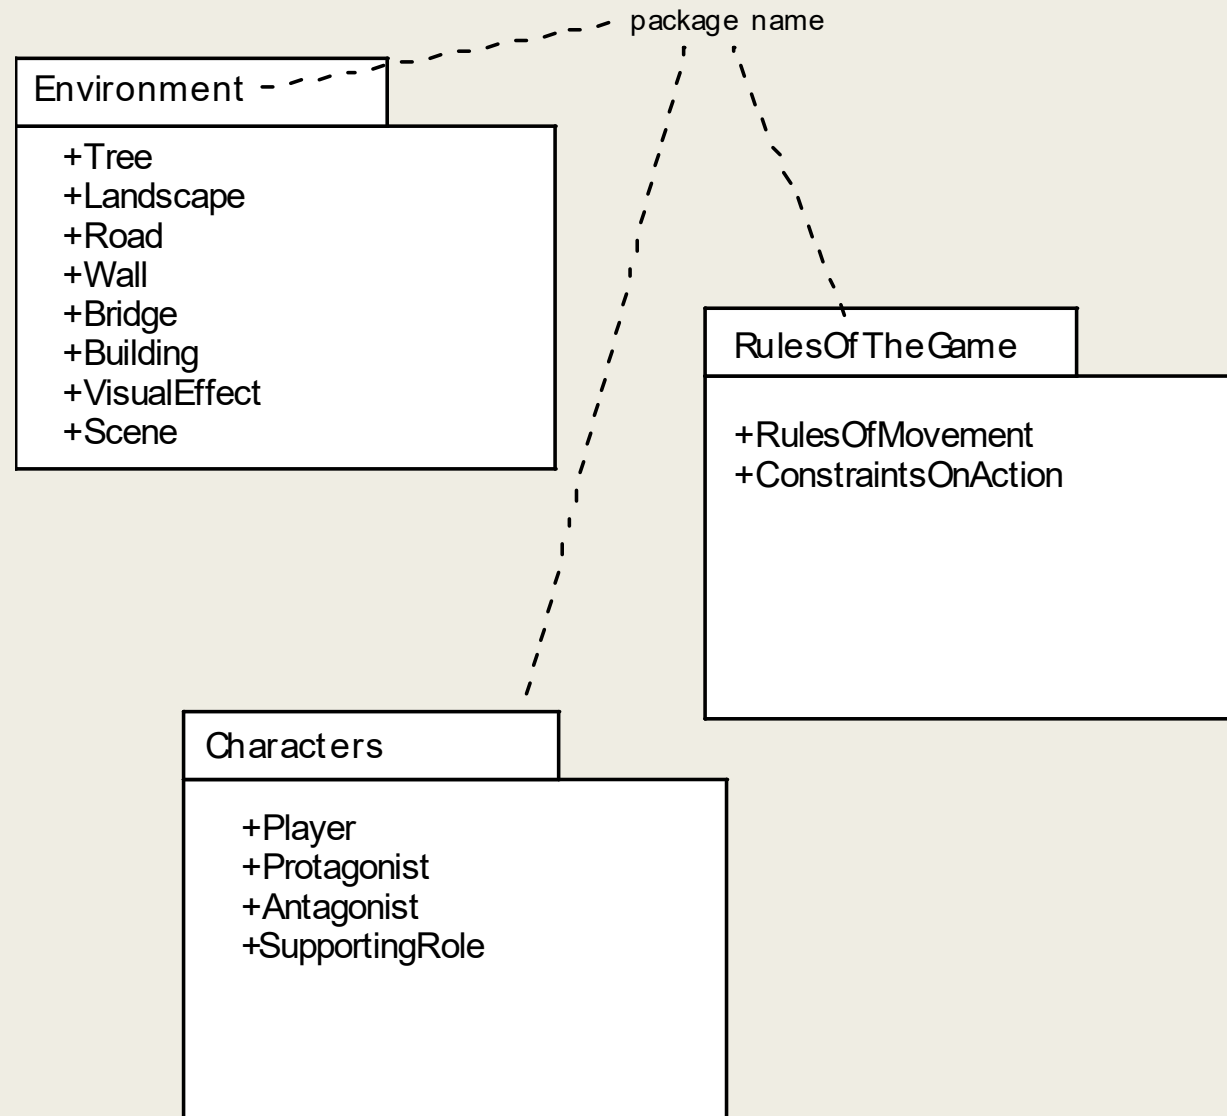 package name
Environment
+Tree
+Landscape
+Road
+Wall
+Bridge
+Building
+VisualEffect
+Scene
RulesOfTheGame
+RulesOfMovement
+ConstraintsOnAction
Characters
+Player
+Protagonist
+Antagonist
+SupportingRole